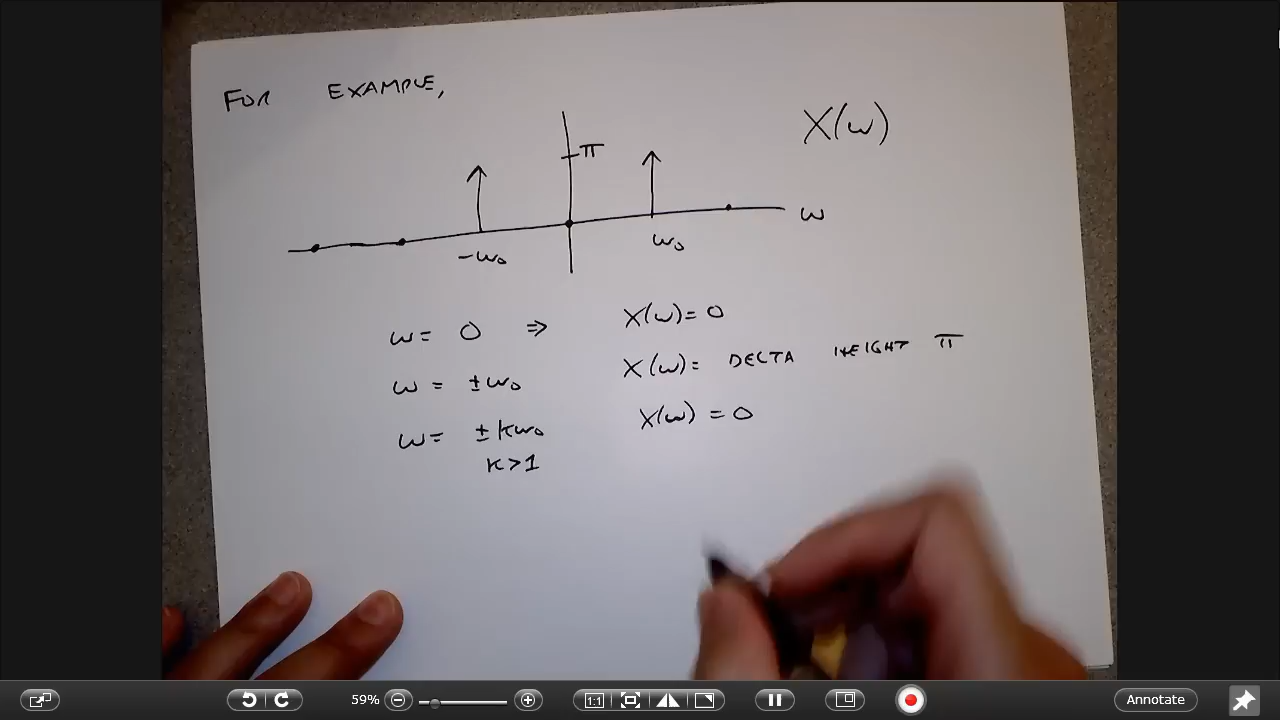 FOR EXAMPLE,
X(ω)
π
ω
-ω₀
ω₀
ω = 0 ⇒ X(ω) = 0
ω = ±ω₀ X(ω) = DELTA HEIGHT π
ω = ±kω₀ X(ω) = 0
k > 1
59%
1:1
Annotate